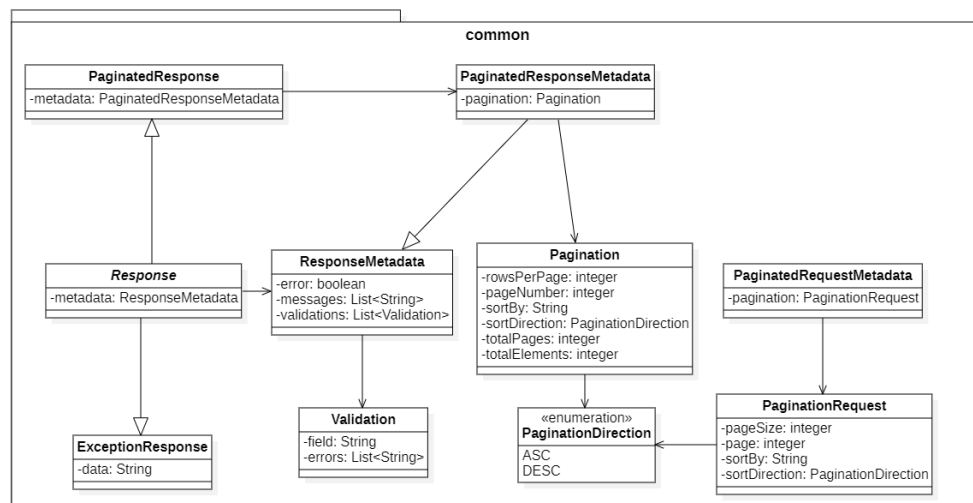 common
PaginatedResponse
-metadata: PaginatedResponseMetadata
PaginatedResponseMetadata
-pagination: Pagination
Response
-metadata: ResponseMetadata
ResponseMetadata
-error: boolean
-messages: List<String>
-validations: List<Validation>
Pagination
-rowsPerPage: integer
-pageNumber: integer
-sortBy: String
-sortDirection: PaginationDirection
-totalPages: integer
-totalElements: integer
PaginatedRequestMetadata
-pagination: PaginationRequest
ExceptionResponse
-data: String
Validation
-field: String
-errors: List<String>
«enumeration»
PaginationDirection
ASC
DESC
PaginationRequest
-pageSize: integer
-page: integer
-sortBy: String
-sortDirection: PaginationDirection